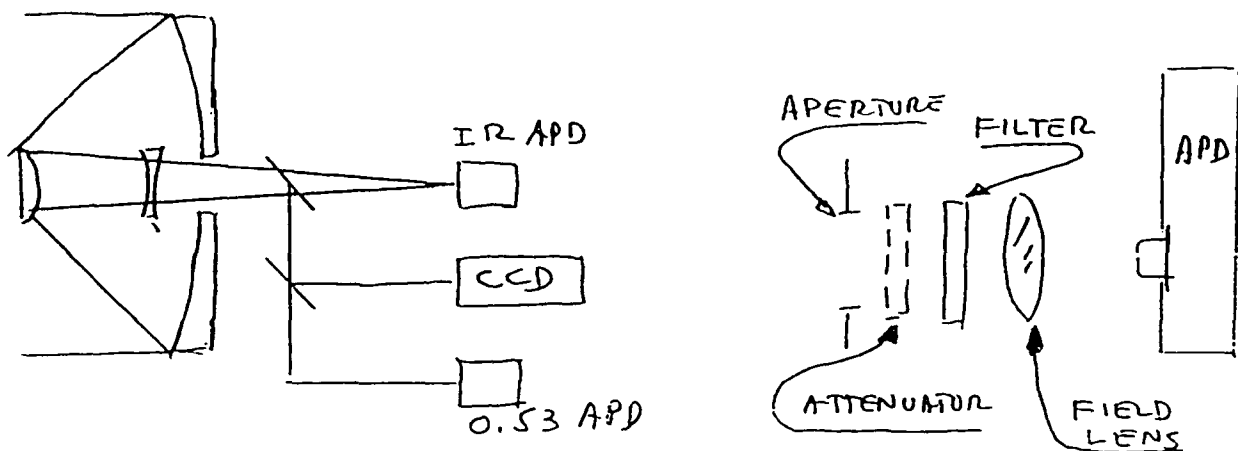 IR APD
CCD
0.53 APD
APERTURE
FILTER
APD
ATTENUATOR
FIELD
LENS